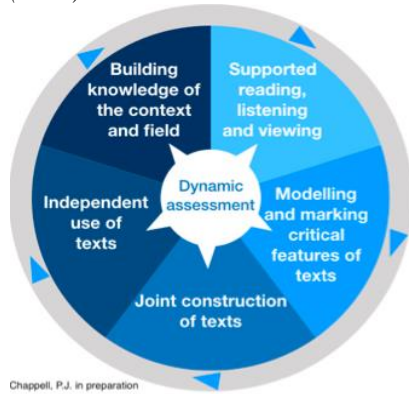 Building
knowledge of
the context
and field
Supported
reading,
listening
and viewing
Modelling
and marking
critical
features of
texts
Joint construction
of texts
Independent
use of
texts
Dynamic
assessment
Chappell, P.J. in preparation